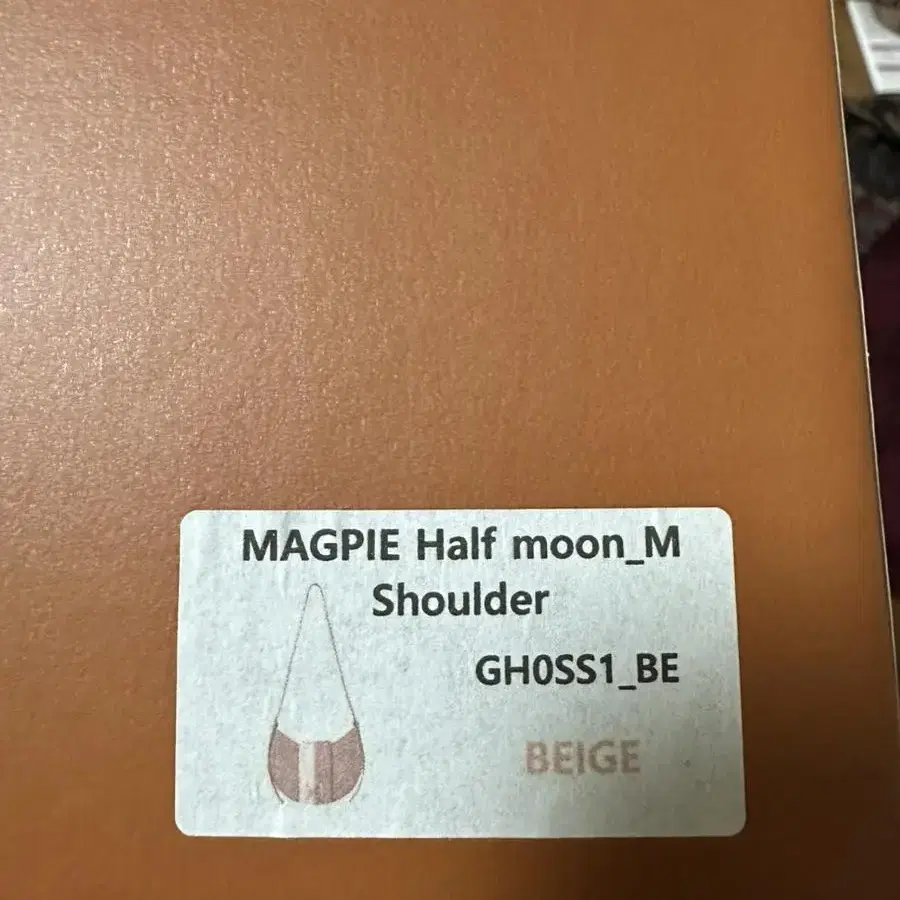 MAGPIE Half moon_M
Shoulder
GH0SS1_BE
BEIGE